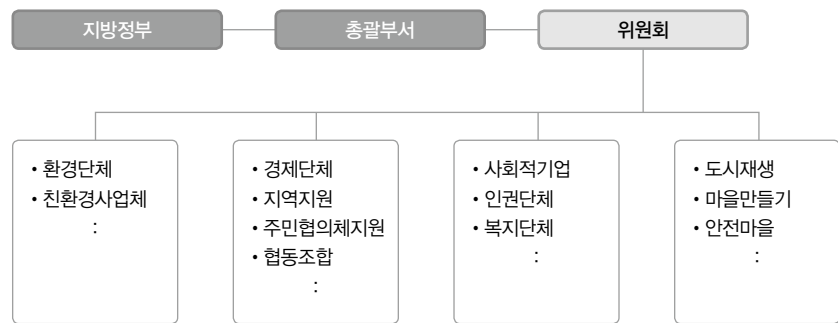 지방정부
총괄부서
위원회
• 환경단체
• 친환경사업체
:
• 경제단체
• 지역지원
• 주민협의체지원
• 협동조합
:
• 사회적기업
• 인권단체
• 복지단체
:
• 도시재생
• 마을만들기
• 안전마을
: